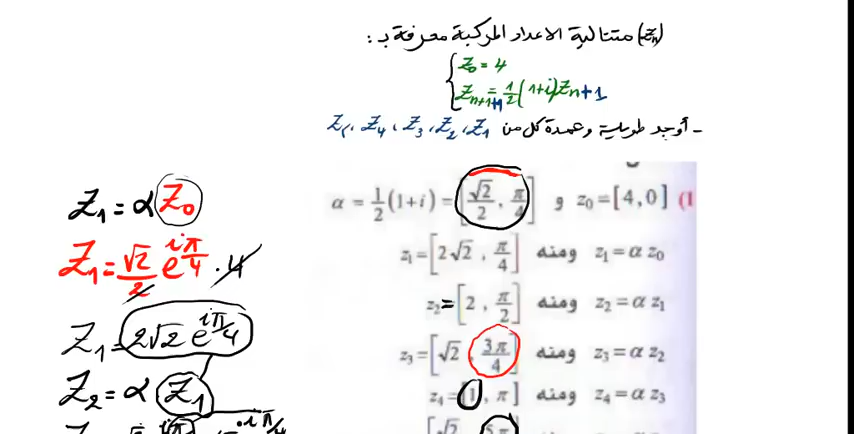 (Zn) متتالية الاعداد المركبة معرفة بـ :
Z0 = 4
Zn+1 = 1/2 (1+i) Zn+1
- أوجد طويلة وعمدة كل من Z1، Z2، Z3، Z4،
(1 z0 = [4, 0] و α = 1/2 (1+i) = [√2/2, π/4]
z1 = α z0 ومنه z1 = [2√2, π/4]
z2 = α z1 ومنه z2 = [2, π/2]
z3 = α z2 ومنه z3 = [√2, 3π/4]
z4 = α z3 ومنه z4 = [1, π]
Z1 = α Z0
Z1 = √2/2 e^iπ/4 · 4
Z1 = 2√2 e^iπ/4
Z2 = α Z1